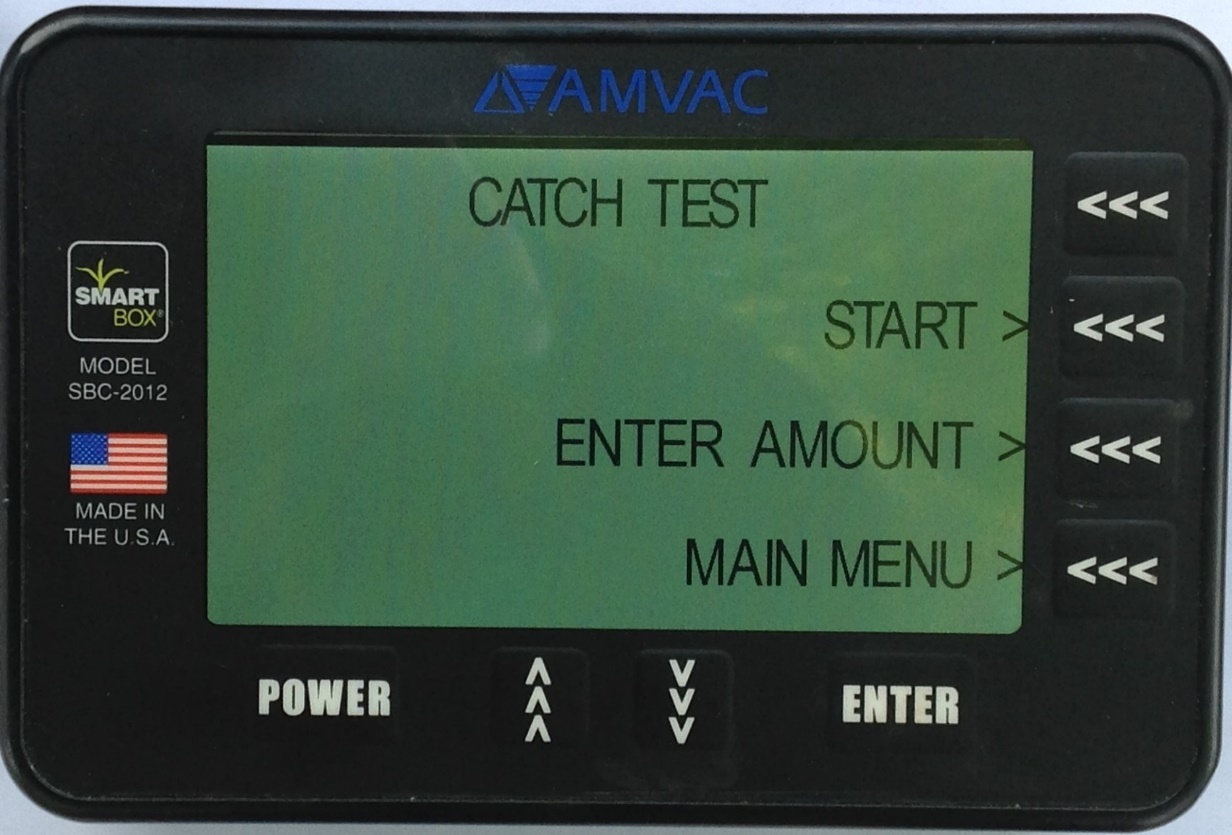 AMVAC
CATCH TEST
<<<
START >
<<<
ENTER AMOUNT >
<<<
MAIN MENU >
<<<
SMART
BOX®
MODEL
SBC-2012
MADE IN
THE U.S.A.
POWER
ENTER